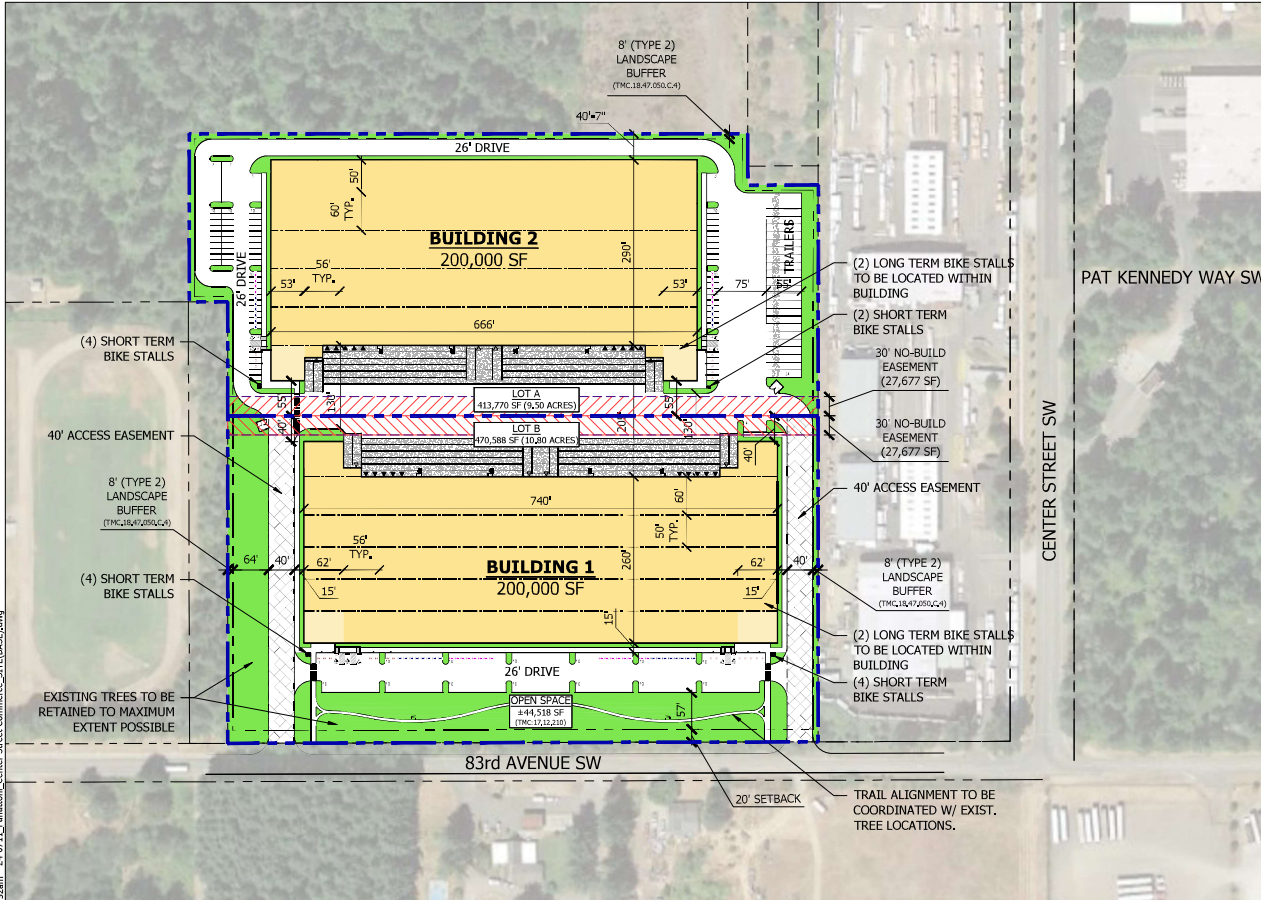 8' (TYPE 2)
LANDSCAPE
BUFFER
(TMC.18.47.050.C.4)
40'-7"
26' DRIVE
50'
60'
TYP.
BUILDING 2
200,000 SF
290'
56'
TYP.
53'
53'
26' DRIVE
75'
55'
TRAILERS
666'
(2) LONG TERM BIKE STALLS
TO BE LOCATED WITHIN
BUILDING
(2) SHORT TERM
BIKE STALLS
PAT KENNEDY WAY SW
(4) SHORT TERM
BIKE STALLS
30' NO-BUILD
EASEMENT
(27,677 SF)
30' NO-BUILD
EASEMENT
(27,677 SF)
55'
130'
LOT A
413,770 SF (9.50 ACRES)
55'
40'
LOT B
470,588 SF (10.80 ACRES)
205'
130'
40'
40' ACCESS EASEMENT
40' ACCESS EASEMENT
CENTER STREET SW
8' (TYPE 2)
LANDSCAPE
BUFFER
(TMC.18.47.050.C.4)
740'
60'
50'
TYP.
56'
TYP.
64'
40'
62'
15'
BUILDING 1
200,000 SF
260'
62'
15'
40'
8' (TYPE 2)
LANDSCAPE
BUFFER
(TMC.18.47.050.C.4)
(4) SHORT TERM
BIKE STALLS
15'
(2) LONG TERM BIKE STALLS
TO BE LOCATED WITHIN
BUILDING
(4) SHORT TERM
BIKE STALLS
26' DRIVE
EXISTING TREES TO BE
RETAINED TO MAXIMUM
EXTENT POSSIBLE
OPEN SPACE
±44,518 SF
(TMC:17.12.210)
57'
83rd AVENUE SW
20' SETBACK
TRAIL ALIGNMENT TO BE
COORDINATED W/ EXIST.
TREE LOCATIONS.